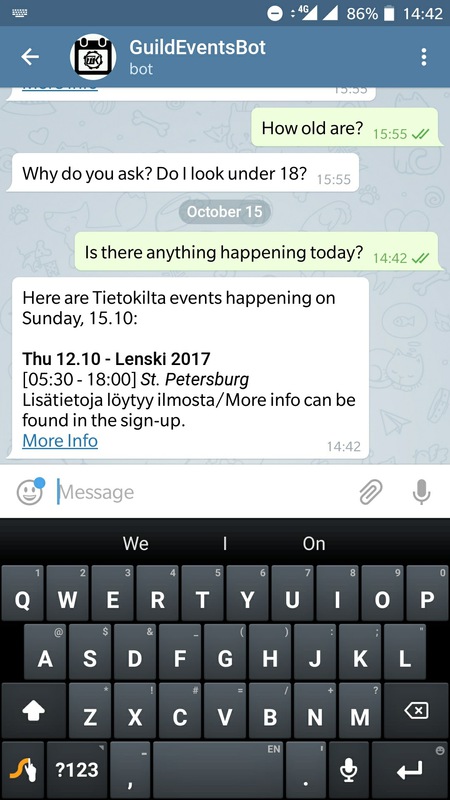 4G 86% 14:42
GuildEventsBot
bot
More Info 15:55
How old are? 15:55
Why do you ask? Do I look under 18? 15:55
October 15
Is there anything happening today? 14:42
Here are Tietokilta events happening on
Sunday, 15.10:
Thu 12.10 - Lenski 2017
[05:30 - 18:00] St. Petersburg
Lisätietoja löytyy ilmosta/More info can be
found in the sign-up.
More Info
14:42
Message
We I On
1 2 3 4 5 6 7 8 9 0
Q W E R T Y U I O P
@ $ & _ ( ) : ; "
A S D F G H J K L
* ! # = / + ?
Z X C V B N M
?123 , EN .